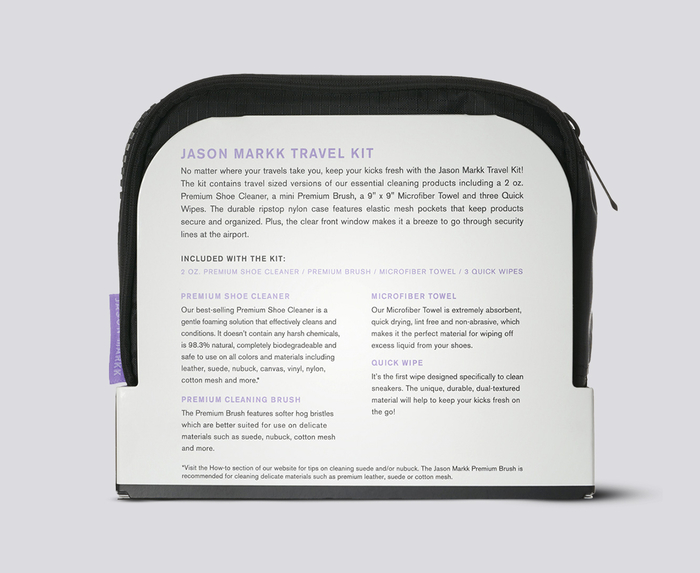 JASON MARKK TRAVEL KIT
No matter where your travels take you, keep your kicks fresh with the Jason Markk Travel Kit!
The kit contains travel sized versions of our essential cleaning products including a 2 oz.
Premium Shoe Cleaner, a mini Premium Brush, a 9" x 9" Microfiber Towel and three Quick
Wipes. The durable ripstop nylon case features elastic mesh pockets that keep products
secure and organized. Plus, the clear front window makes it a breeze to go through security
lines at the airport.
INCLUDED WITH THE KIT:
2 OZ. PREMIUM SHOE CLEANER / PREMIUM BRUSH / MICROFIBER TOWEL / 3 QUICK WIPES
PREMIUM SHOE CLEANER
Our best-selling Premium Shoe Cleaner is a
gentle foaming solution that effectively cleans and
conditions. It doesn't contain any harsh chemicals,
is 98.3% natural, completely biodegradable and
safe to use on all colors and materials including
leather, suede, nubuck, canvas, vinyl, nylon,
cotton mesh and more.*
PREMIUM CLEANING BRUSH
The Premium Brush features softer hog bristles
which are better suited for use on delicate
materials such as suede, nubuck, cotton mesh
and more.
MICROFIBER TOWEL
Our Microfiber Towel is extremely absorbent,
quick drying, lint free and non-abrasive, which
makes it the perfect material for wiping off
excess liquid from your shoes.
QUICK WIPE
It's the first wipe designed specifically to clean
sneakers. The unique, durable, dual-textured
material will help to keep your kicks fresh on
the go!
*Visit the How-to section of our website for tips on cleaning suede and/or nubuck. The Jason Markk Premium Brush is
recommended for cleaning delicate materials such as premium leather, suede or cotton mesh.
JASON MARKK